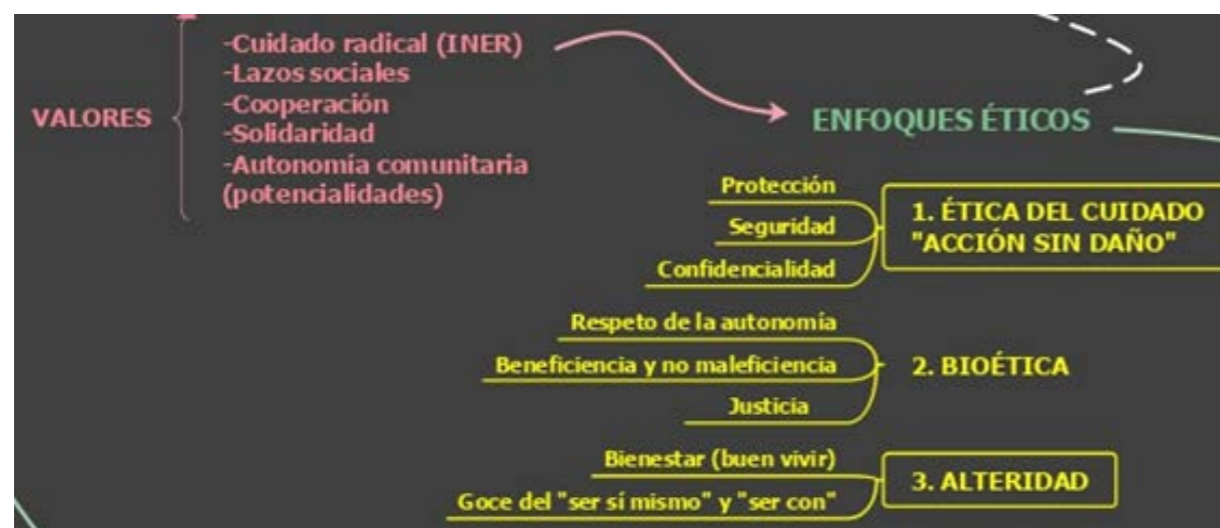 VALORES
-Cuidado radical (INER)
-Lazos sociales
-Cooperación
-Solidaridad
-Autonomía comunitaria
(potencialidades)
ENFOQUES ÉTICOS
Protección
Seguridad
Confidencialidad
1. ÉTICA DEL CUIDADO
"ACCIÓN SIN DAÑO"
Respeto de la autonomía
Beneficiencia y no maleficiencia
Justicia
2. BIOÉTICA
Bienestar (buen vivir)
Goce del "ser sí mismo" y "ser con"
3. ALTERIDAD